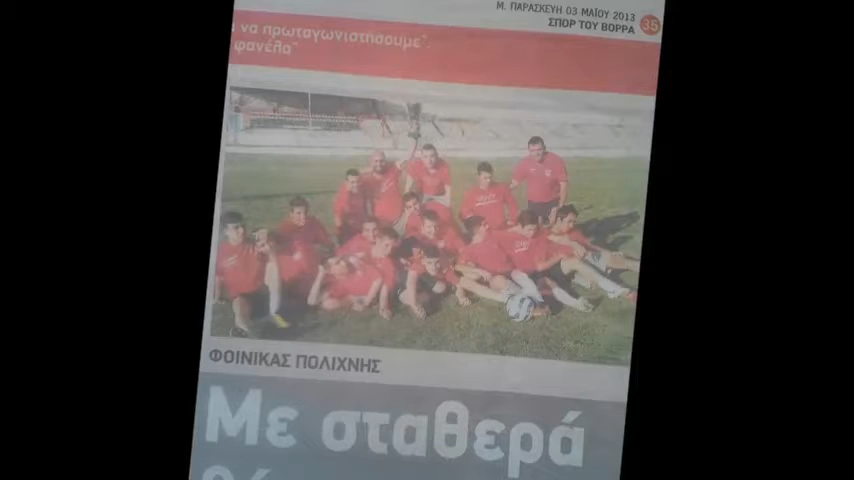 Μ. ΠΑΡΑΣΚΕΥΗ 03 ΜΑΪΟΥ 2013
ΣΠΟΡ ΤΟΥ ΒΟΡΡΑ 35
να πρωταγωνιστήσουμε".
φανέλα"
ΦΟΙΝΙΚΑΣ ΠΟΛΙΧΝΗΣ
Με σταθερά